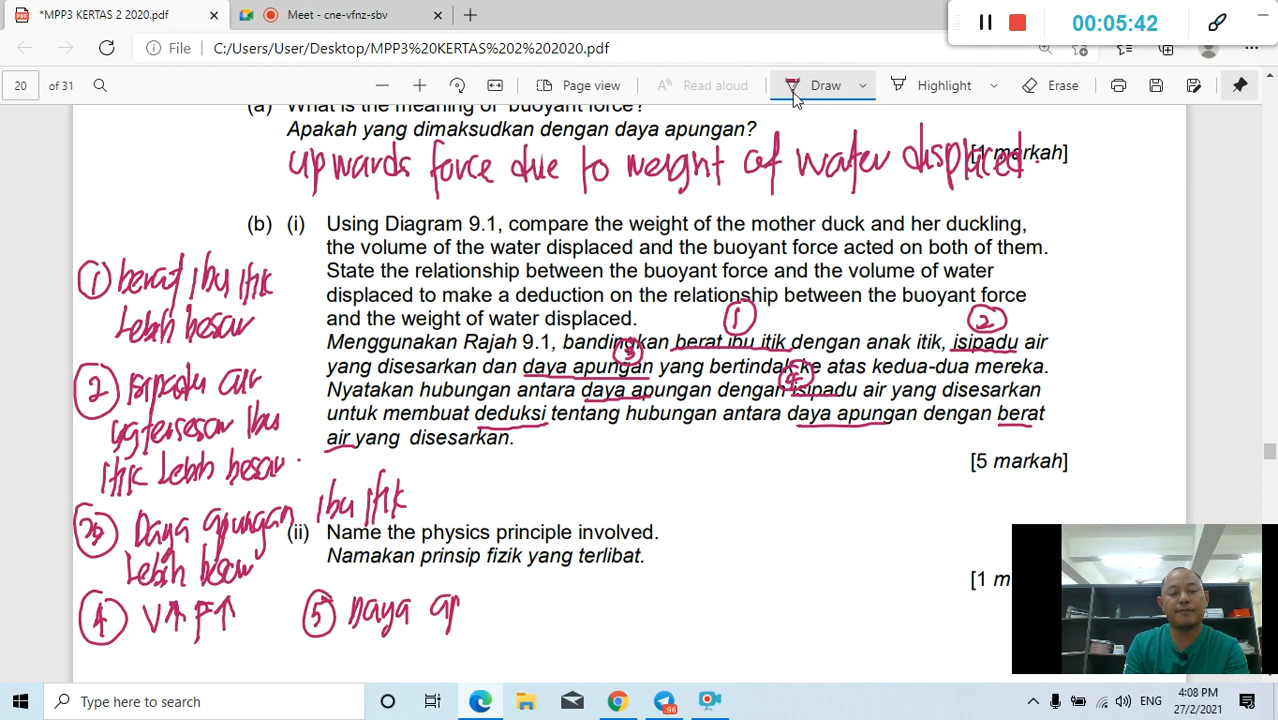 *MPP3 KERTAS 2 2020.pdf
Meet - cne-vfnz-sbv
00:05:42
File C:/Users/User/Desktop/MPP3%20KERTAS%202%202020.pdf
20 of 31
Page view
Read aloud
Draw
Highlight
Erase
(a) What is the meaning of buoyant force?
Apakah yang dimaksudkan dengan daya apungan?
[1 markah]
upwards force due to weight of water displaced.
(b) (i) Using Diagram 9.1, compare the weight of the mother duck and her duckling,
the volume of the water displaced and the buoyant force acted on both of them.
State the relationship between the buoyant force and the volume of water
displaced to make a deduction on the relationship between the buoyant force
and the weight of water displaced.
1
2
Menggunakan Rajah 9.1, bandingkan berat ibu itik dengan anak itik, isipadu air
3
yang disesarkan dan daya apungan yang bertindak ke atas kedua-dua mereka.
4
Nyatakan hubungan antara daya apungan dengan isipadu air yang disesarkan
untuk membuat deduksi tentang hubungan antara daya apungan dengan berat
air yang disesarkan.
[5 markah]
1 berat ibu itik
lebih besar
2 isipadu air
yg tersesar ibu
itik lebih besar.
3 Daya apungan ibu itik
lebih besar
4 V↑ F↑
5 Daya ap
(ii) Name the physics principle involved.
Namakan prinsip fizik yang terlibat.
[1 m
Type here to search
96
ENG
4:08 PM
27/2/2021